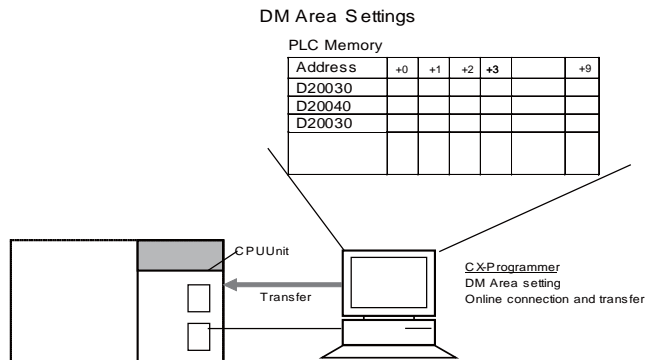 DM Area Settings
PLC Memory
Address +0 +1 +2 +3 +9
D20030
D20040
D20030
CPUUnit
Transfer
CX-Programmer
DM Area setting
Online connection and transfer